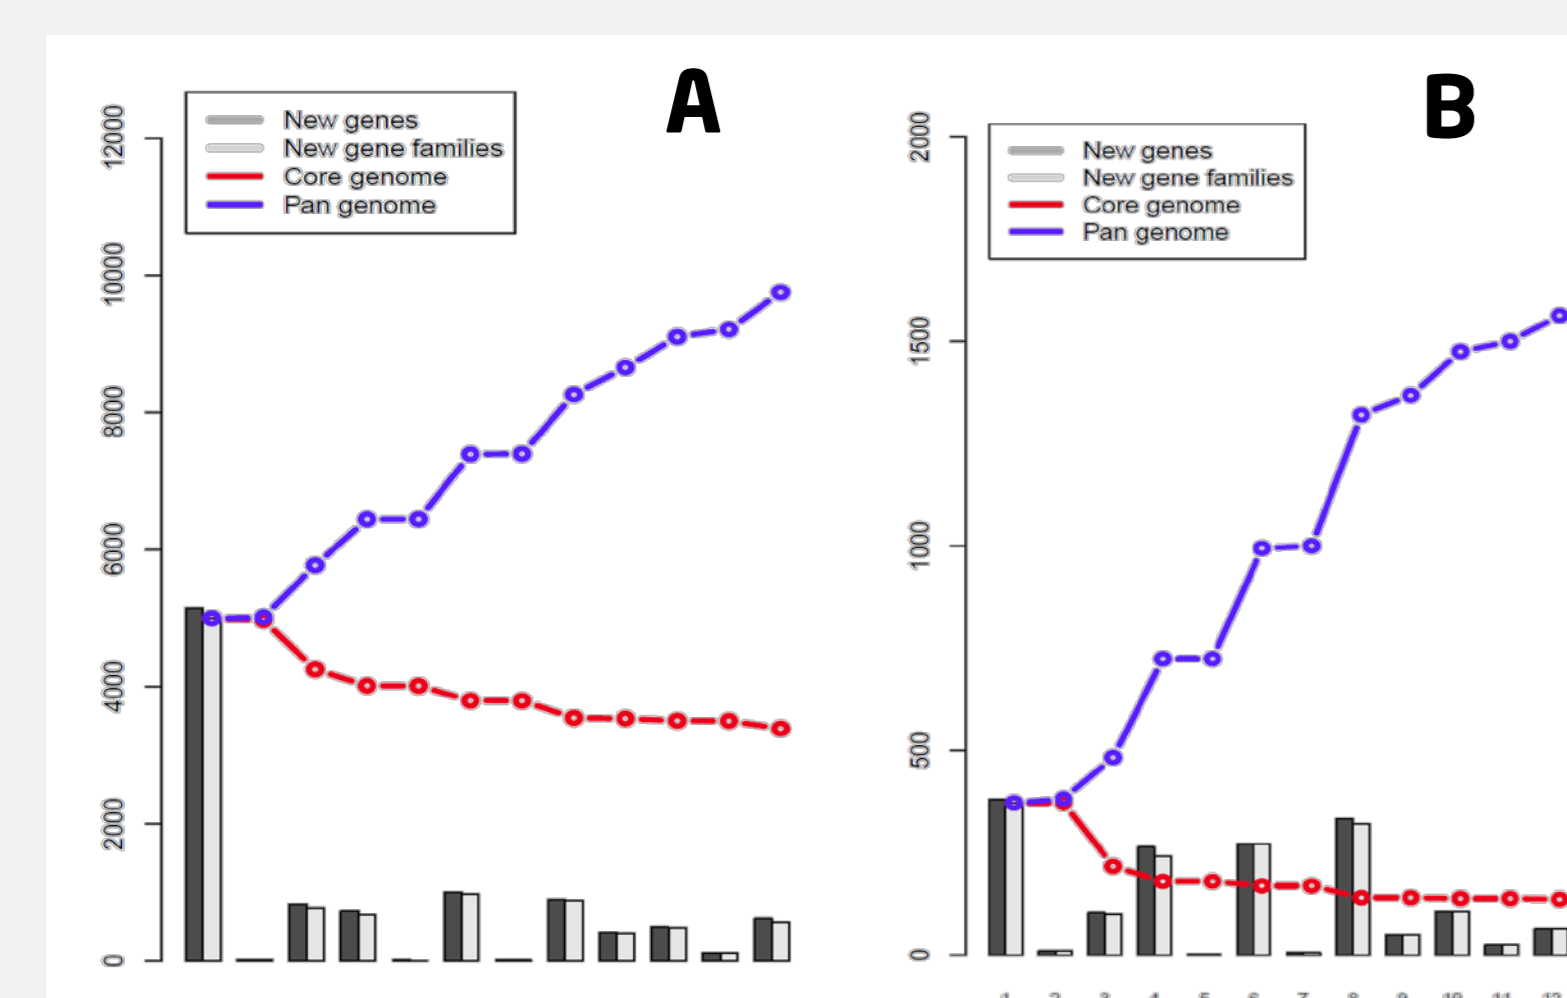 A
New genes
New gene families
Core genome
Pan genome
12000
10000
8000
6000
4000
2000
0
B
New genes
New gene families
Core genome
Pan genome
2000
1500
1000
500
0